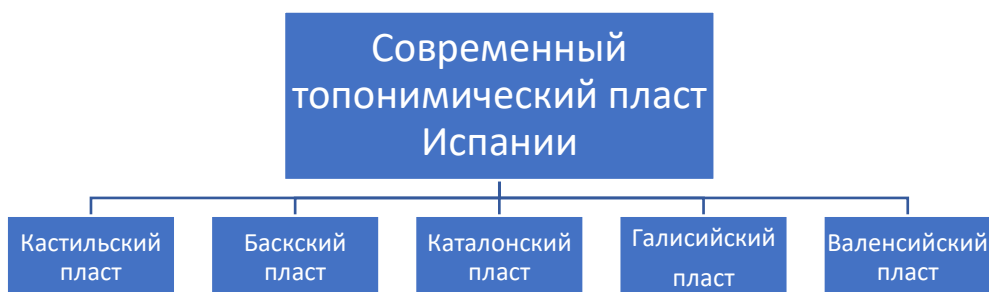 Современный
топонимический пласт
Испании
Кастильский
пласт
Баскский
пласт
Каталонский
пласт
Галисийский
пласт
Валенсийский
пласт